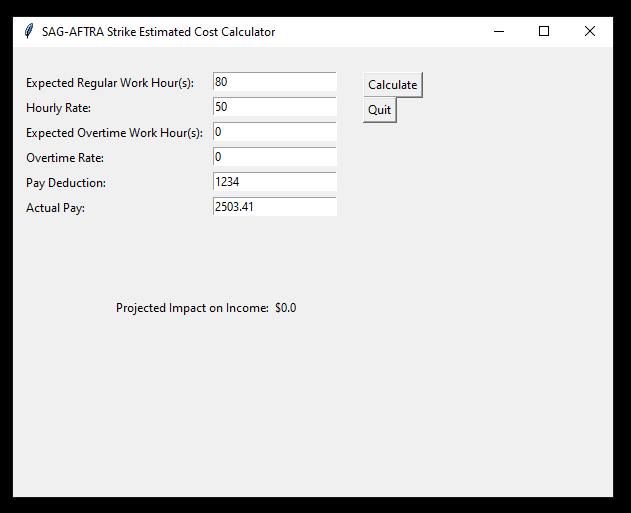 SAG-AFTRA Strike Estimated Cost Calculator
Expected Regular Work Hour(s): 80 Calculate
Hourly Rate: 50 Quit
Expected Overtime Work Hour(s): 0
Overtime Rate: 0
Pay Deduction: 1234
Actual Pay: 2503.41
Projected Impact on Income: $0.0